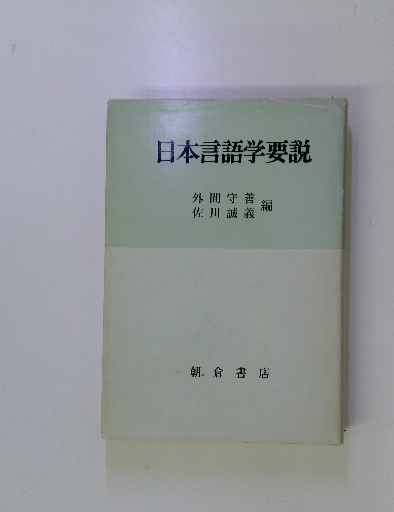 日本言語学要説
外間守善
佐川誠義
編
朝倉書店